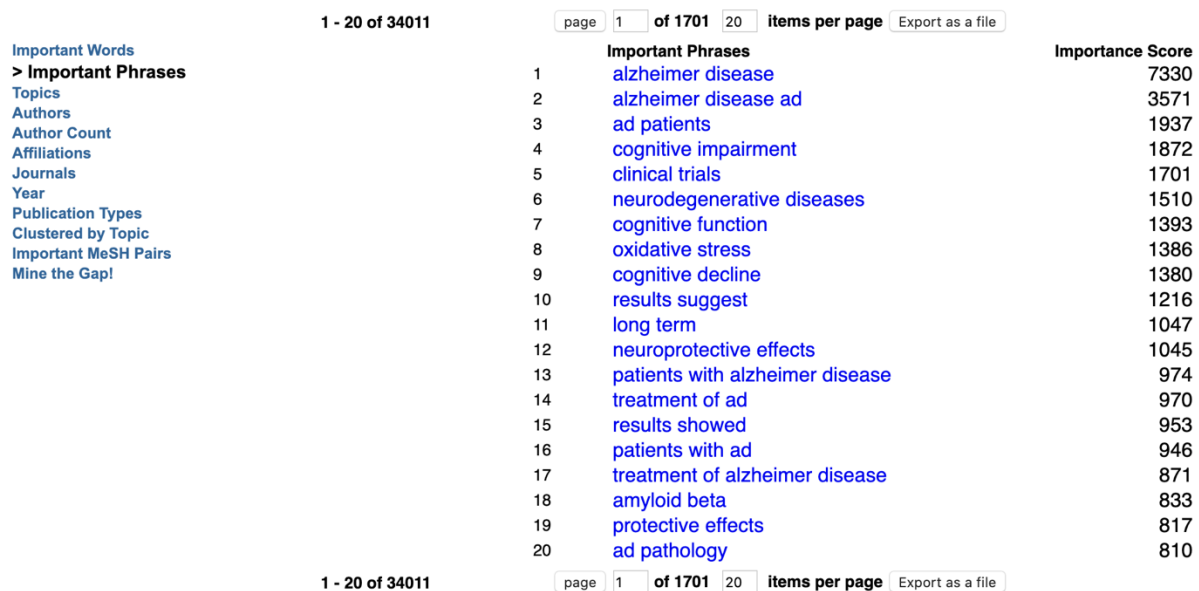 1 - 20 of 34011 page 1 of 1701 20 items per page Export as a file
Important Words
> Important Phrases
Topics
Authors
Author Count
Affiliations
Journals
Year
Publication Types
Clustered by Topic
Important MeSH Pairs
Mine the Gap!
Important Phrases Importance Score
1 alzheimer disease 7330
2 alzheimer disease ad 3571
3 ad patients 1937
4 cognitive impairment 1872
5 clinical trials 1701
6 neurodegenerative diseases 1510
7 cognitive function 1393
8 oxidative stress 1386
9 cognitive decline 1380
10 results suggest 1216
11 long term 1047
12 neuroprotective effects 1045
13 patients with alzheimer disease 974
14 treatment of ad 970
15 results showed 953
16 patients with ad 946
17 treatment of alzheimer disease 871
18 amyloid beta 833
19 protective effects 817
20 ad pathology 810
1 - 20 of 34011 page 1 of 1701 20 items per page Export as a file